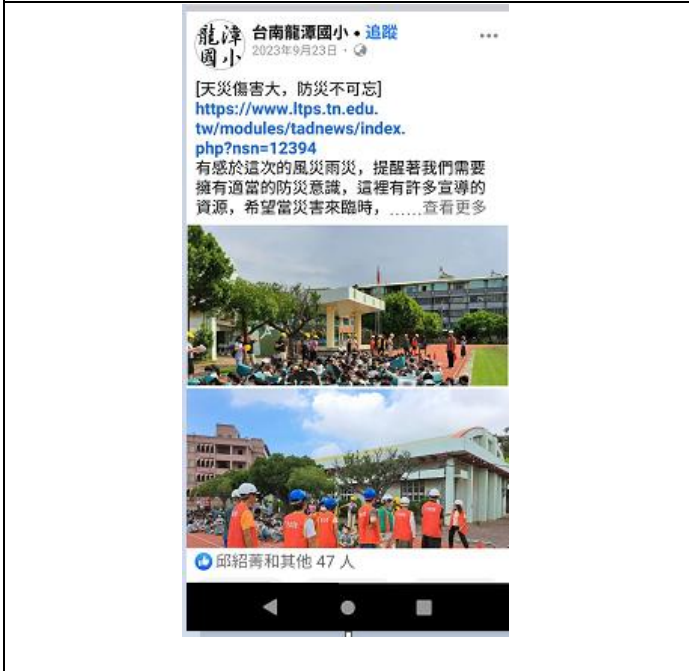 龍潭
國小
台南龍潭國小 • 追蹤
2023年9月23日 ·
[天災傷害大，防災不可忘]
https://www.ltps.tn.edu.
tw/modules/tadnews/index.
php?nsn=12394
有感於這次的風災雨災，提醒著我們需要
擁有適當的防災意識，這裡有許多宣導的
資源，希望當災害來臨時，……查看更多
邱紹菁和其他 47 人